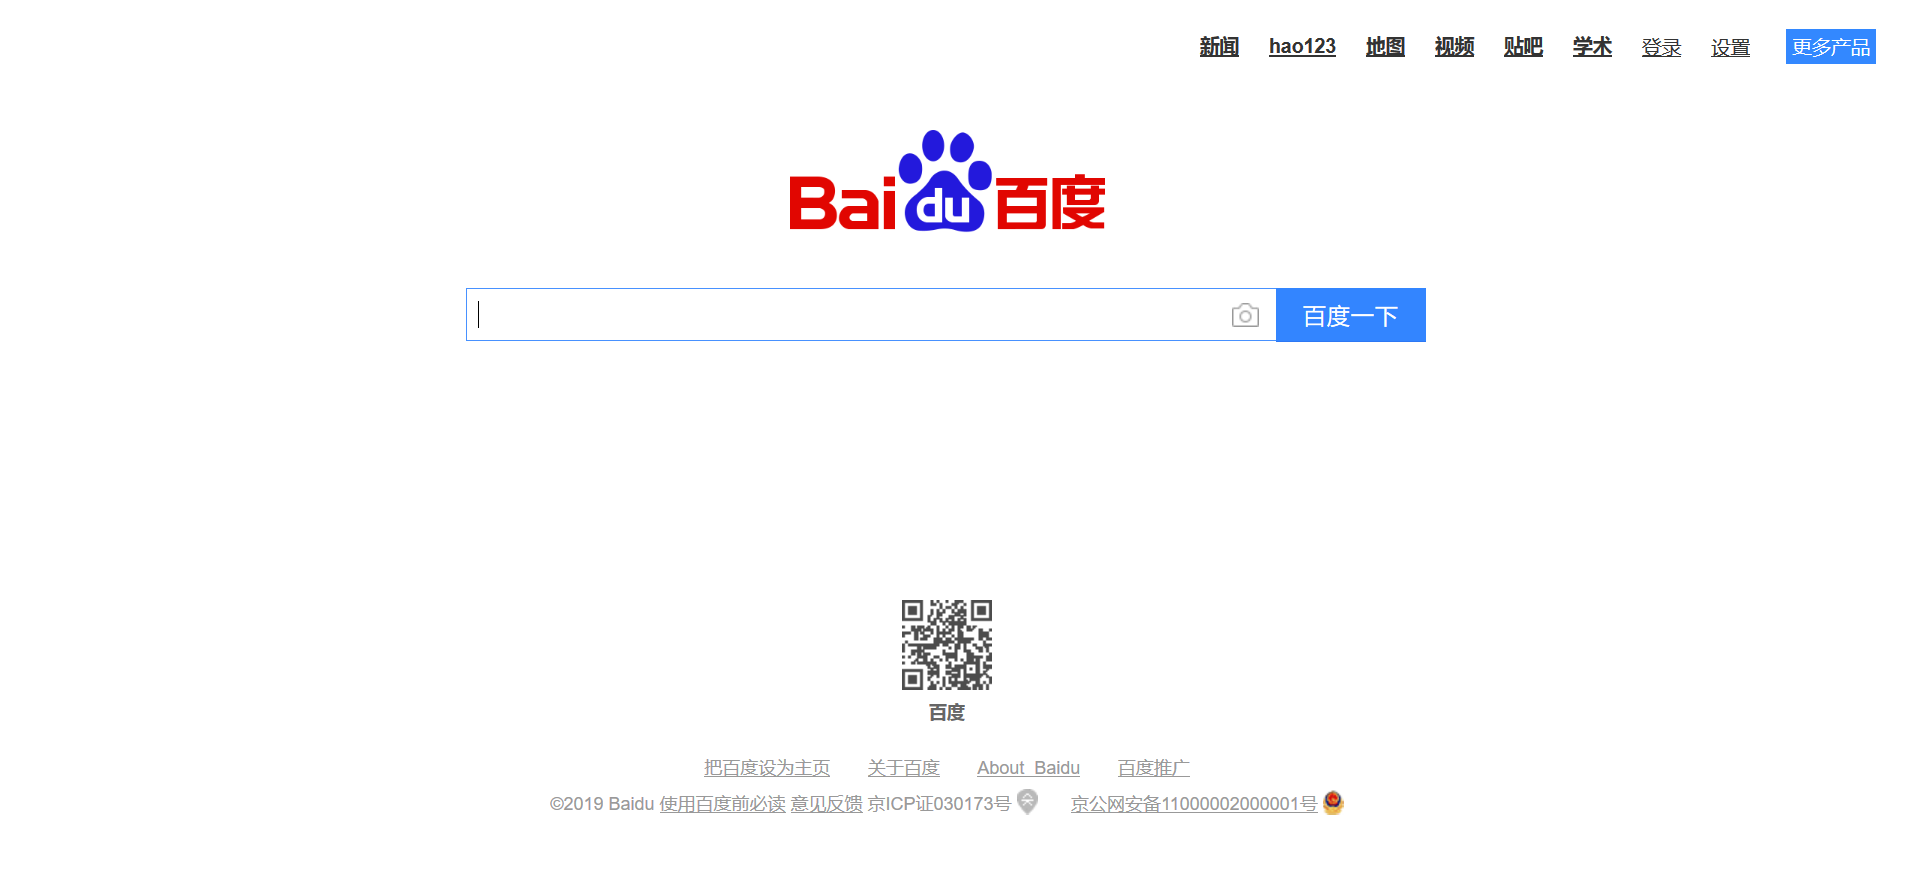 新闻 hao123 地图 视频 贴吧 学术 登录 设置 更多产品
Bai du 百度
百度一下
百度
把百度设为主页 关于百度 About Baidu 百度推广
©2019 Baidu 使用百度前必读 意见反馈 京ICP证030173号 京公网安备11000002000001号